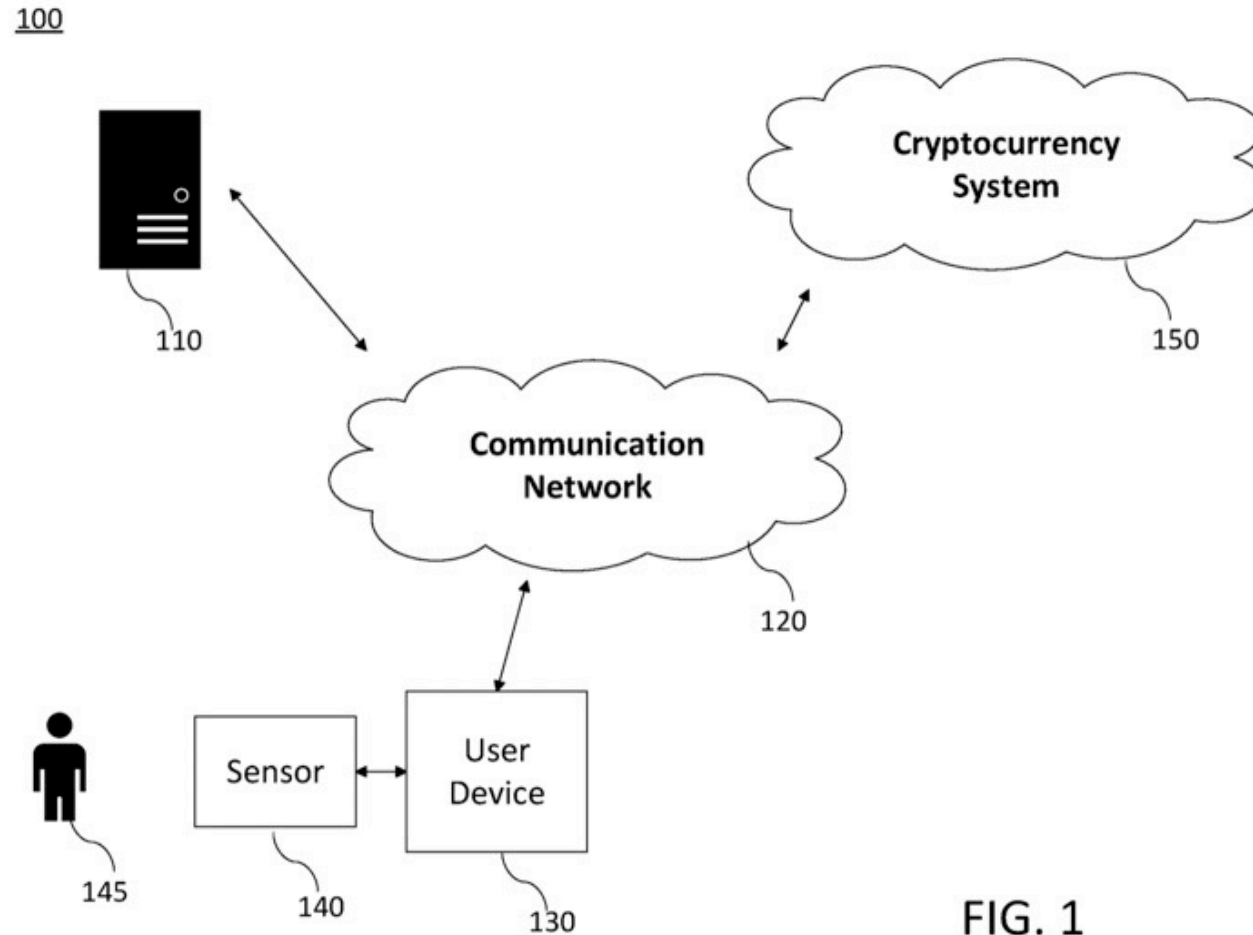 100
Cryptocurrency
System
110
150
Communication
Network
120
Sensor
User
Device
145
140
130
FIG. 1